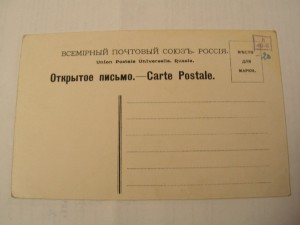 ВСЕМІРНЫЙ ПОЧТОВЫЙ СОЮЗЪ. РОССІЯ.
Union Postale Universelle, Russie.
Открытое письмо.—Carte Postale.
МѢСТО
ДЛЯ
МАРКИ.